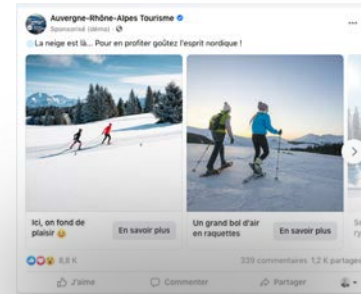 Auvergne-Rhône-Alpes Tourisme
Sponsorisé (démo) ·
La neige est là... Pour en profiter goûtez l'esprit nordique !
Ici, on fond de
plaisir
En savoir plus
Un grand bol d'air
en raquettes
En savoir plus
8,8 K
339 commentaires 1,2 K partages
J'aime
Commenter
Partager